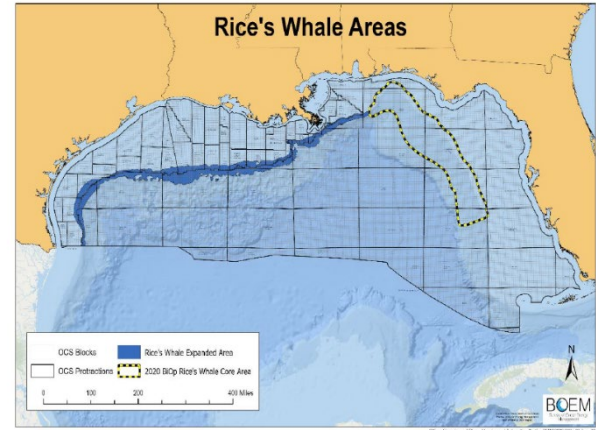 Rice's Whale Areas
OCS Blocks
Rice's Whale Expanded Area
OCS Protractions
2020 BiOp Rice's Whale Core Area
0 100 200 400 Miles
N
BOEM